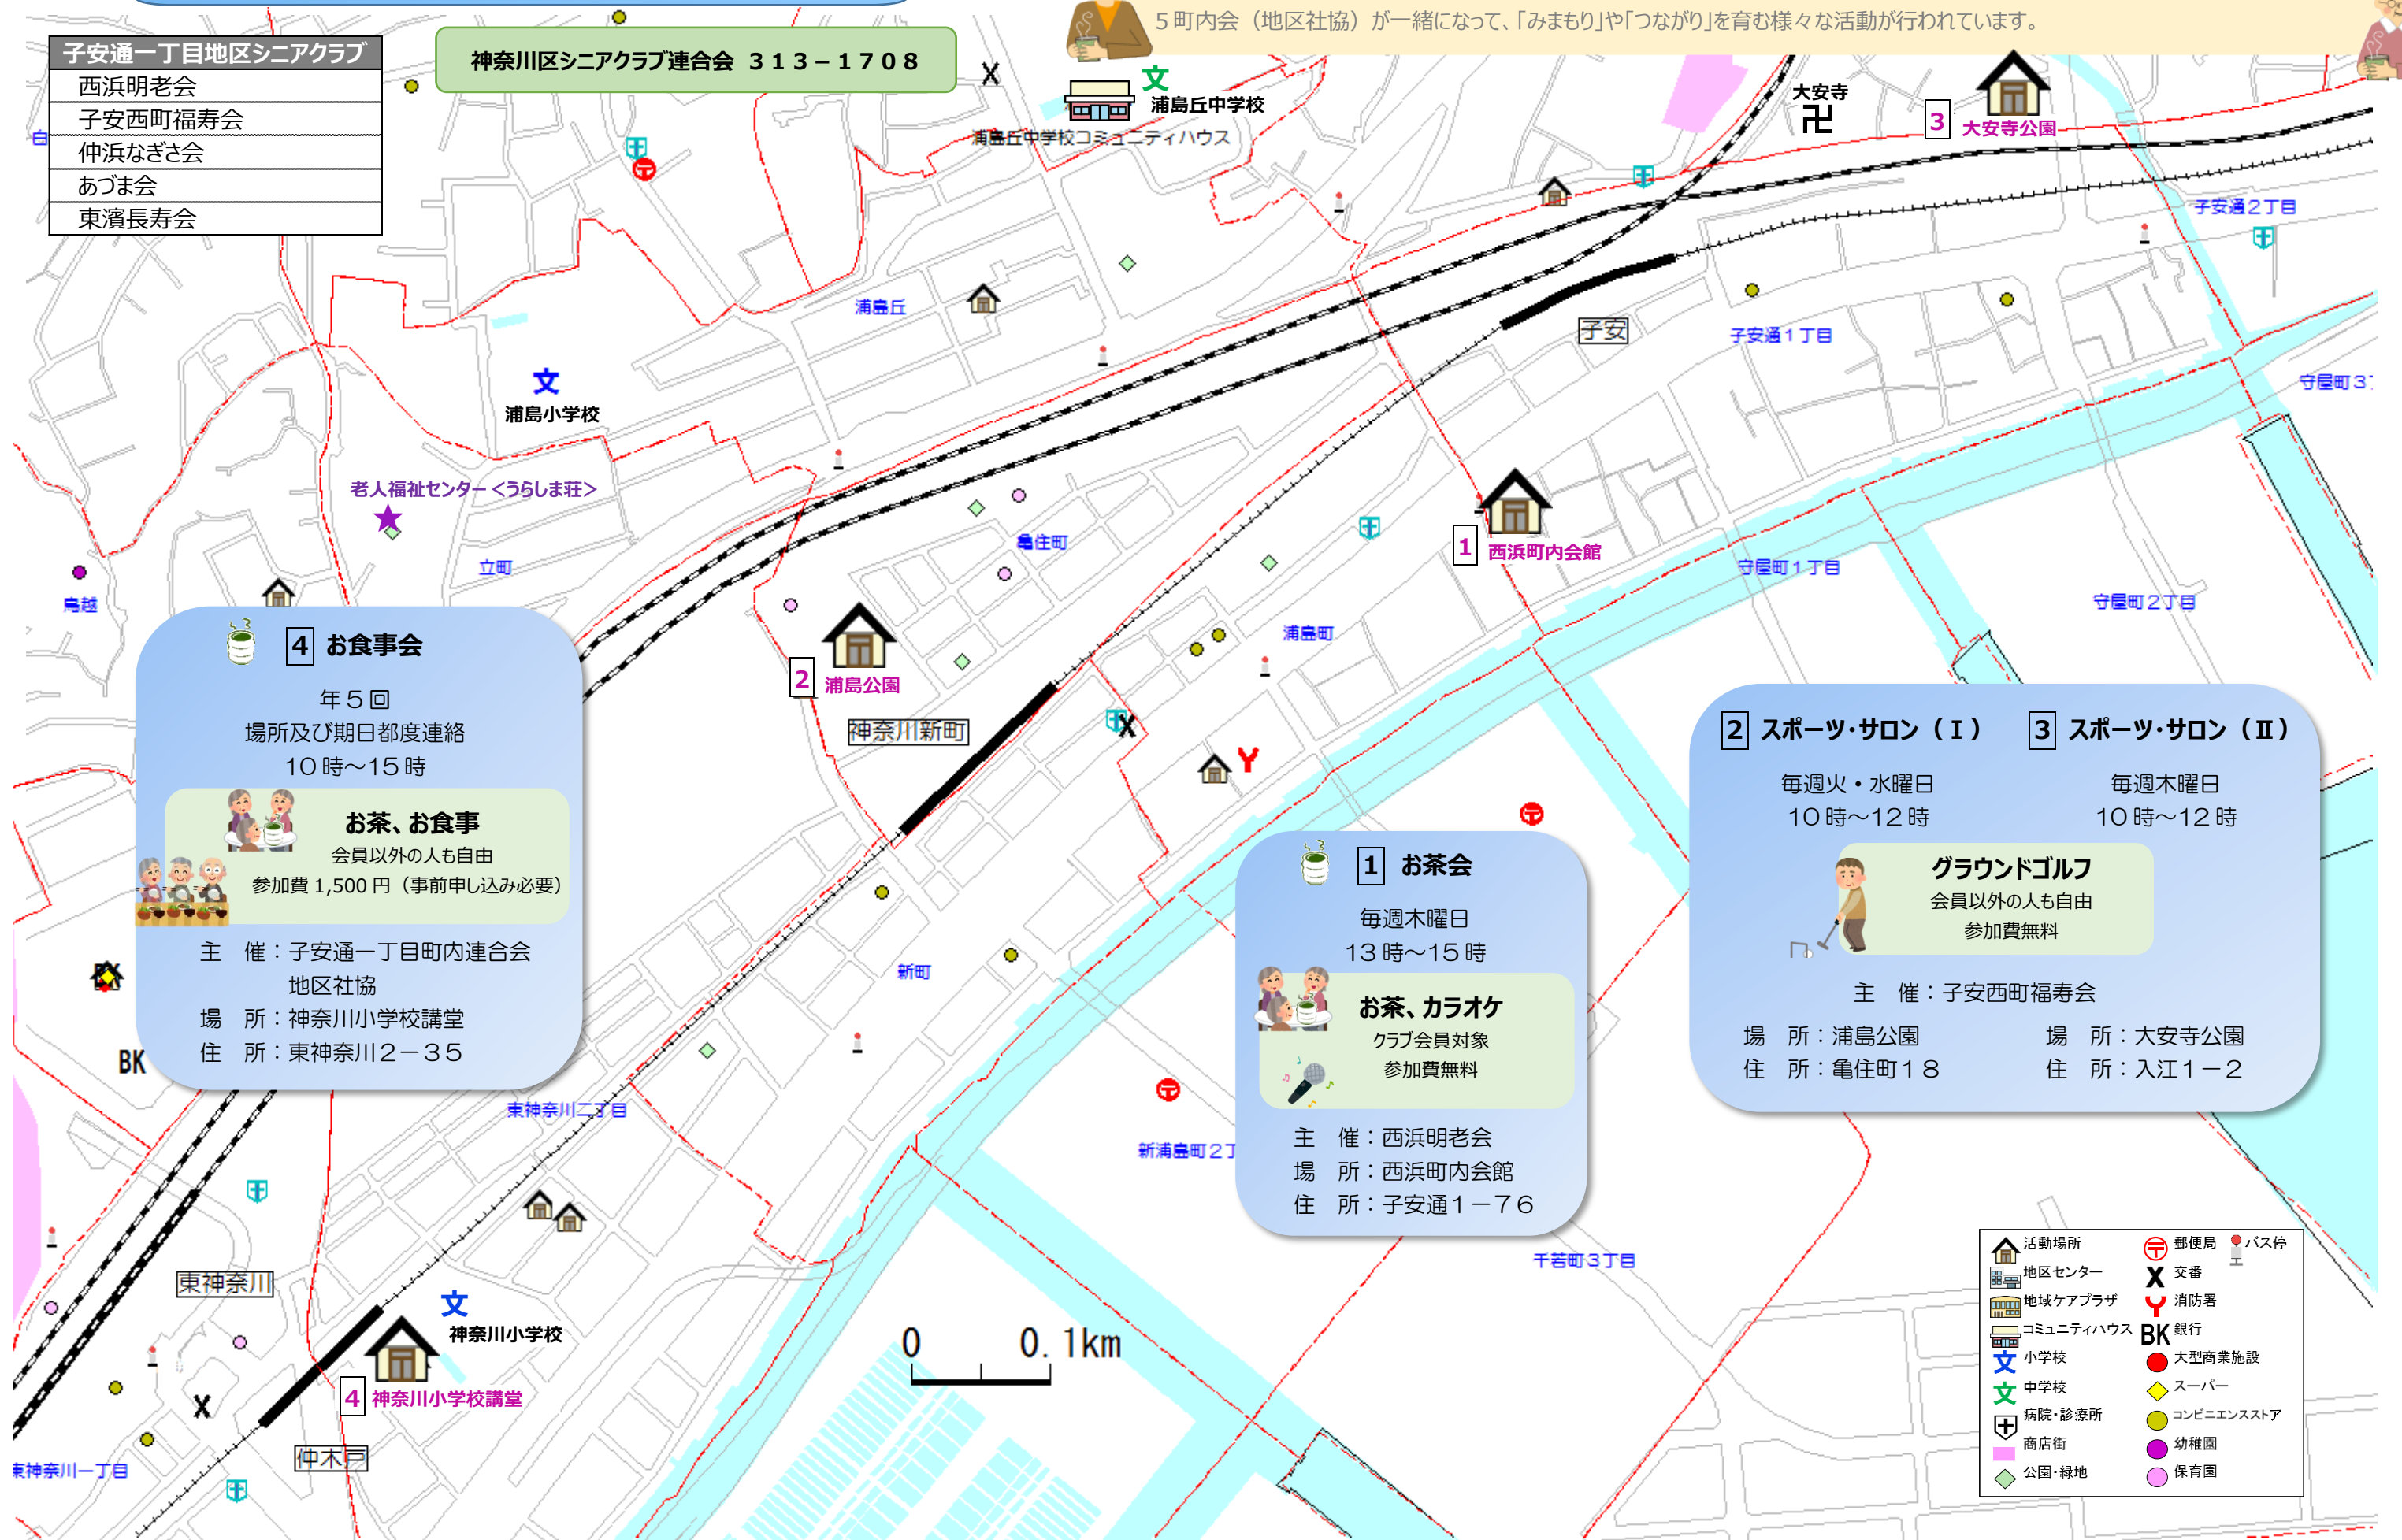 5町内会（地区社協）が一緒になって、「みまもり」や「つながり」を育む様々な活動が行われています。
子安通一丁目地区シニアクラブ
西浜明老会
子安西町福寿会
仲浜なぎさ会
あづま会
東濱長寿会
神奈川区シニアクラブ連合会 313－1708
文
浦島丘中学校
浦島丘中学校コミュニティハウス
大安寺
卍
3
大安寺公園
子安通2丁目
白
浦島丘
子安
子安通1丁目
守屋町3
文
浦島小学校
老人福祉センター<うらしま荘>
立町
鳥越
亀住町
1 西浜町内会館
守屋町1丁目
守屋町2丁目
浦島町
2 浦島公園
神奈川新町
4 お食事会
年5回
場所及び期日都度連絡
10時～15時
お茶、お食事
会員以外の人も自由
参加費1,500円（事前申し込み必要）
主　催：子安通一丁目町内連合会
地区社協
場　所：神奈川小学校講堂
住　所：東神奈川2－35
2 スポーツ・サロン（Ⅰ）
毎週火・水曜日
10時～12時
3 スポーツ・サロン（Ⅱ）
毎週木曜日
10時～12時
グラウンドゴルフ
会員以外の人も自由
参加費無料
主　催：子安西町福寿会
場　所：浦島公園
住　所：亀住町18
場　所：大安寺公園
住　所：入江1－2
1 お茶会
毎週木曜日
13時～15時
お茶、カラオケ
クラブ会員対象
参加費無料
主　催：西浜明老会
場　所：西浜町内会館
住　所：子安通1－76
新町
BK
東神奈川二丁目
新浦島町2丁
千若町3丁目
東神奈川
文
神奈川小学校
4 神奈川小学校講堂
仲木戸
東神奈川一丁目
0 0.1km
活動場所
地区センター
地域ケアプラザ
コミュニティハウス
文 小学校
文 中学校
病院・診療所
商店街
公園・緑地
郵便局
バス停
X 交番
Y 消防署
BK 銀行
大型商業施設
スーパー
コンビニエンスストア
幼稚園
保育園